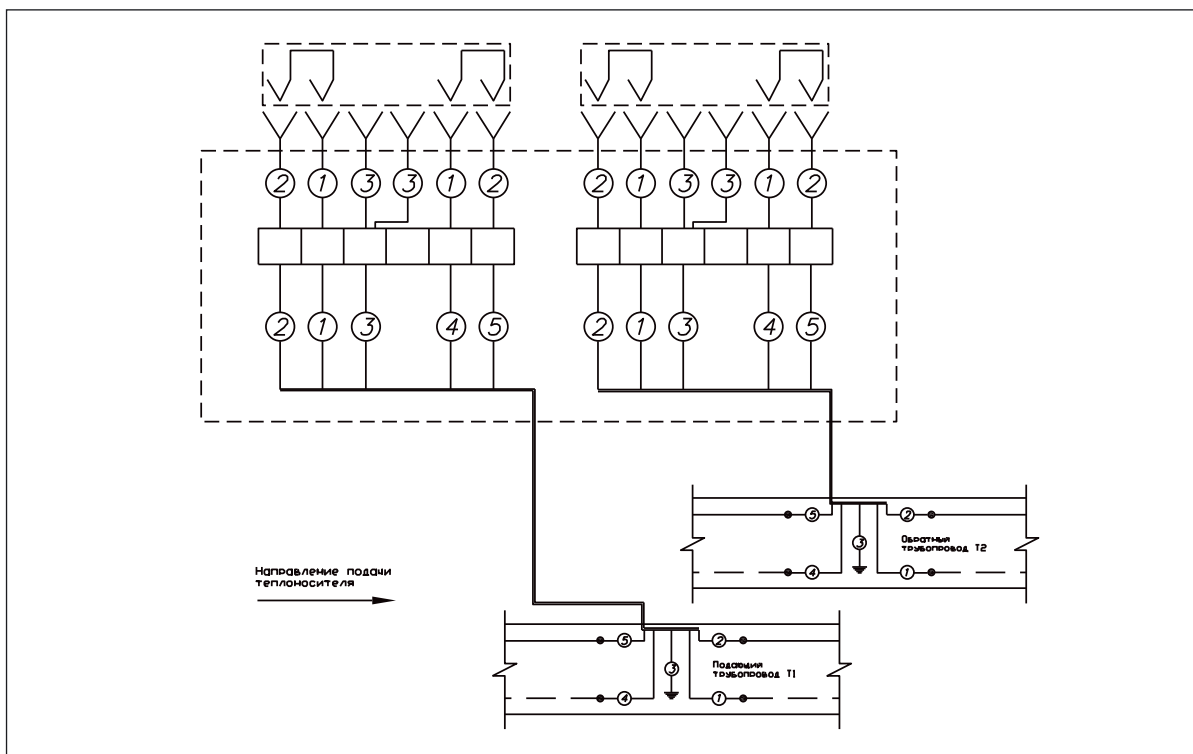 2 1 3 3 1 2 2 1 3 3 1 2
2 1 3 4 5 2 1 3 4 5
5 2
Обратный
трубопровод Т2
3
4 1
Направление подачи
теплоносителя
5 2
Подающий
трубопровод Т1
3
4 1